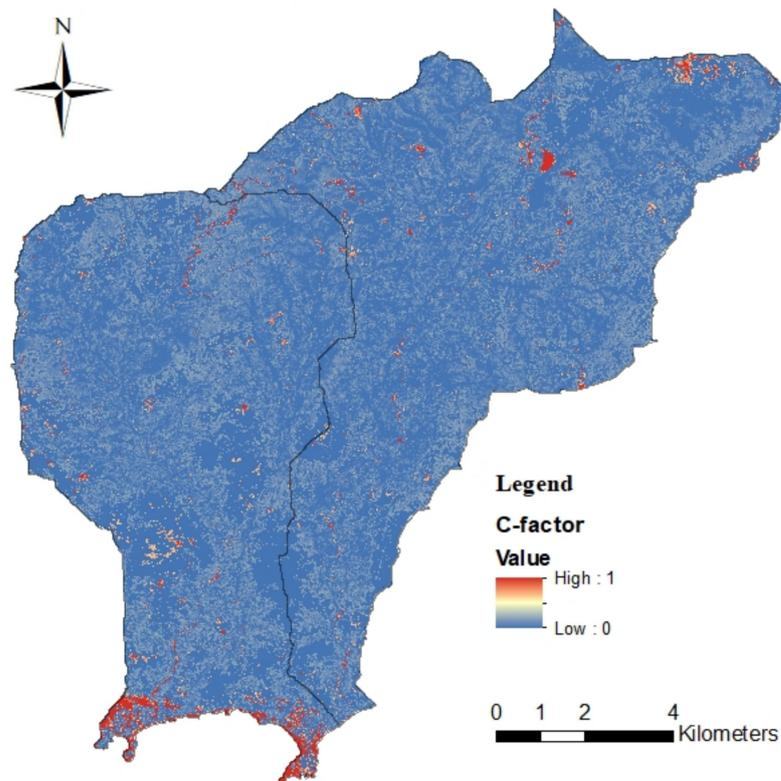 N
Legend
C-factor
Value
High : 1
Low : 0
0 1 2 4
Kilometers